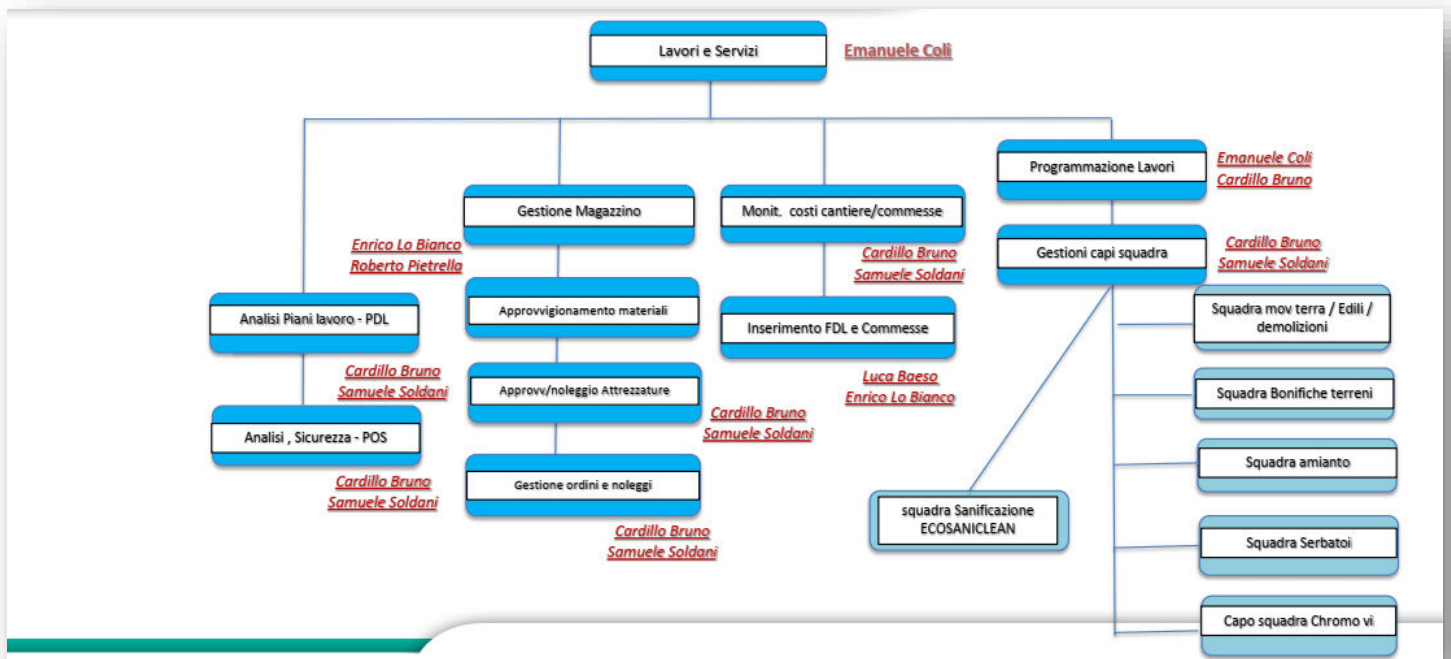 Lavori e Servizi
Emanuele Colì
Programmazione Lavori
Emanuele Coli
Cardillo Bruno
Gestione Magazzino
Enrico Lo Bianco
Roberto Pietrella
Monit. costi cantiere/commesse
Cardillo Bruno
Samuele Soldani
Gestioni capi squadra
Cardillo Bruno
Samuele Soldani
Analisi Piani lavoro - PDL
Cardillo Bruno
Samuele Soldani
Approvvigionamento materiali
Inserimento FDL e Commesse
Luca Baeso
Enrico Lo Bianco
Squadra mov terra / Edili /
demolizioni
Approvv/noleggio Attrezzature
Cardillo Bruno
Samuele Soldani
Squadra Bonifiche terreni
Analisi , Sicurezza - POS
Cardillo Bruno
Samuele Soldani
Squadra amianto
Gestione ordini e noleggi
Cardillo Bruno
Samuele Soldani
squadra Sanificazione
ECOSANICLEAN
Squadra Serbatoi
Capo squadra Chromo vi